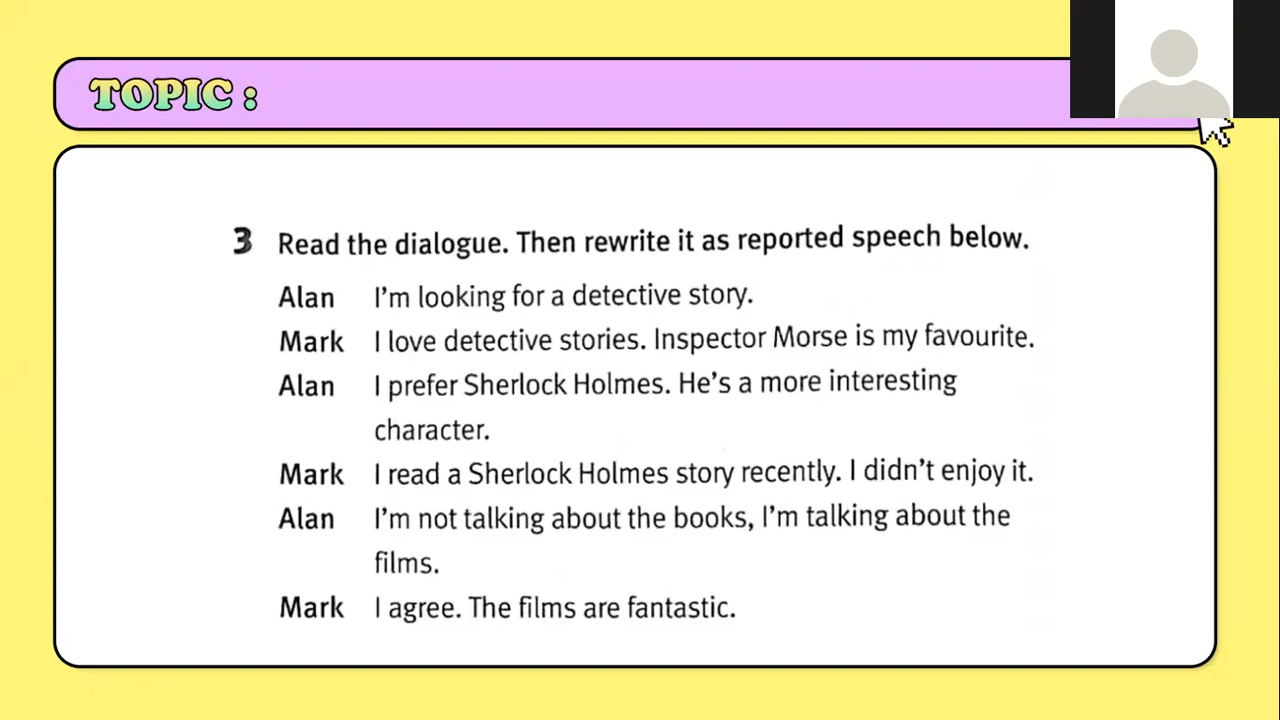 TOPIC :
3 Read the dialogue. Then rewrite it as reported speech below.
Alan I'm looking for a detective story.
Mark I love detective stories. Inspector Morse is my favourite.
Alan I prefer Sherlock Holmes. He's a more interesting
character.
Mark I read a Sherlock Holmes story recently. I didn't enjoy it.
Alan I'm not talking about the books, I'm talking about the
films.
Mark I agree. The films are fantastic.